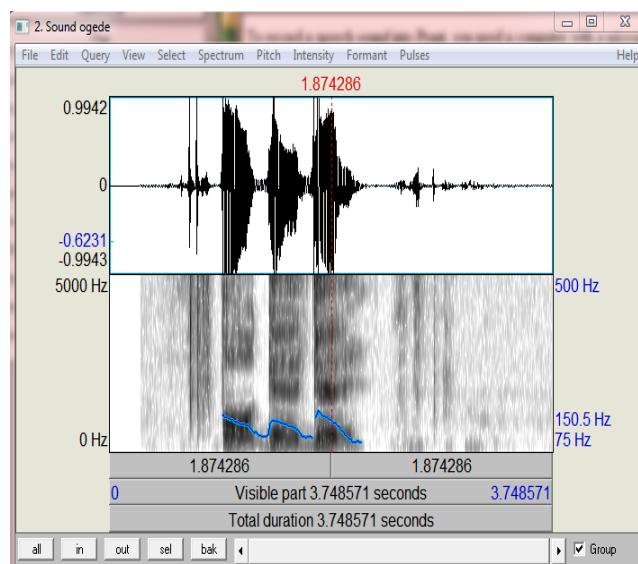 2. Sound ogede
File Edit Query View Select Spectrum Pitch Intensity Formant Pulses Help
1.874286
0.9942
0
-0.6231
-0.9943
5000 Hz 500 Hz
150.5 Hz
0 Hz 75 Hz
1.874286 1.874286
0 Visible part 3.748571 seconds 3.748571
Total duration 3.748571 seconds
all in out sel bak Group